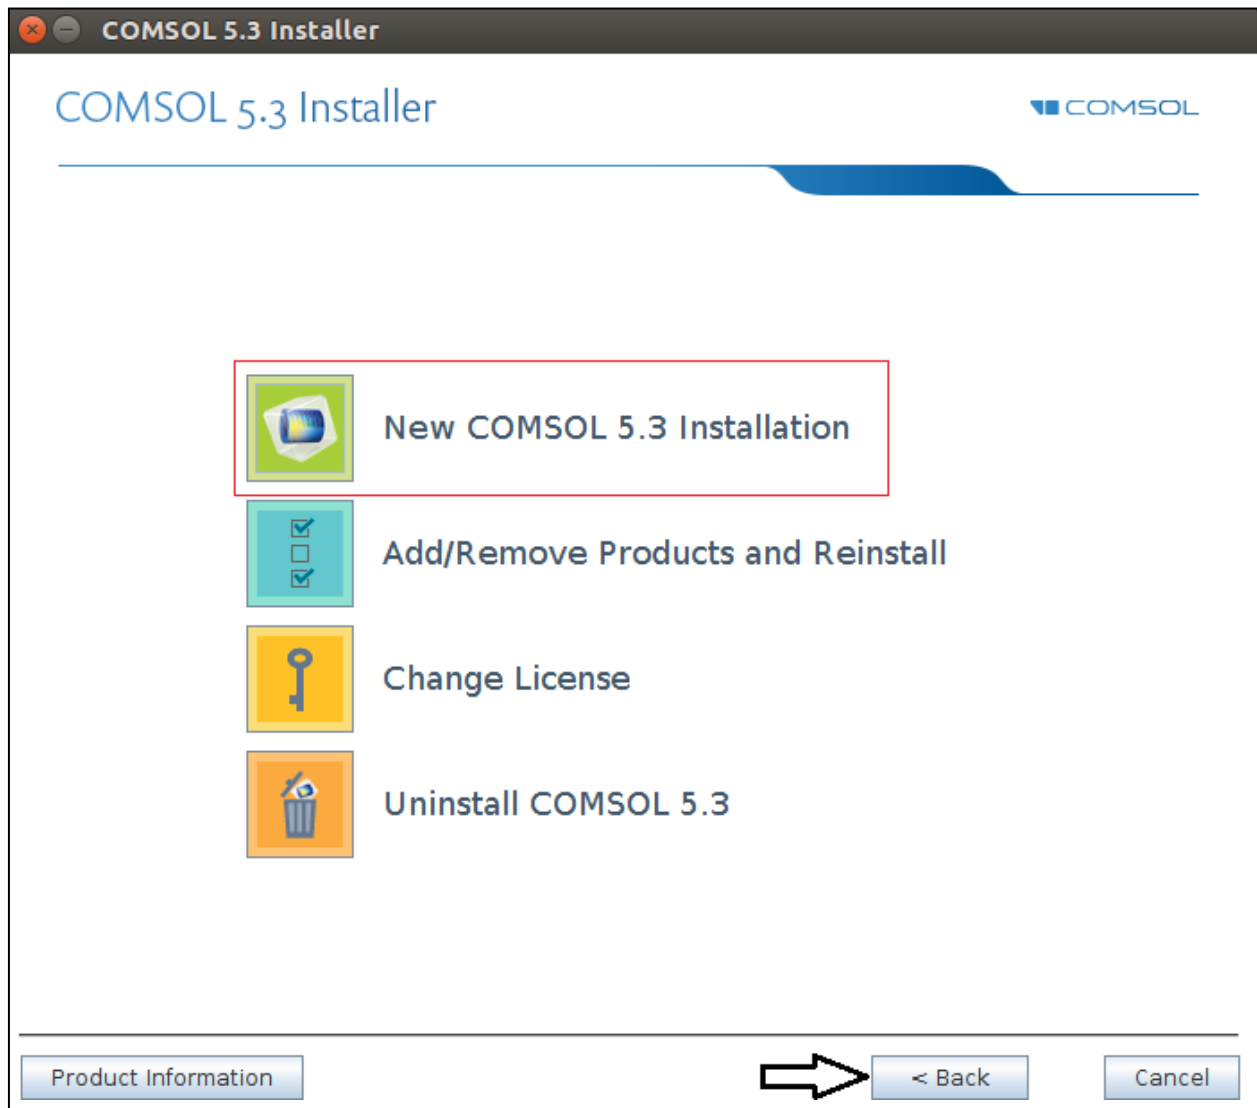 COMSOL 5.3 Installer
COMSOL 5.3 Installer
COMSOL
New COMSOL 5.3 Installation
Add/Remove Products and Reinstall
Change License
Uninstall COMSOL 5.3
Product Information
< Back
Cancel